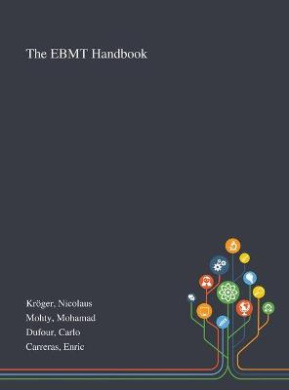 The EBMT Handbook
Kröger, Nicolaus
Mohty, Mohamad
Dufour, Carlo
Carreras, Enric